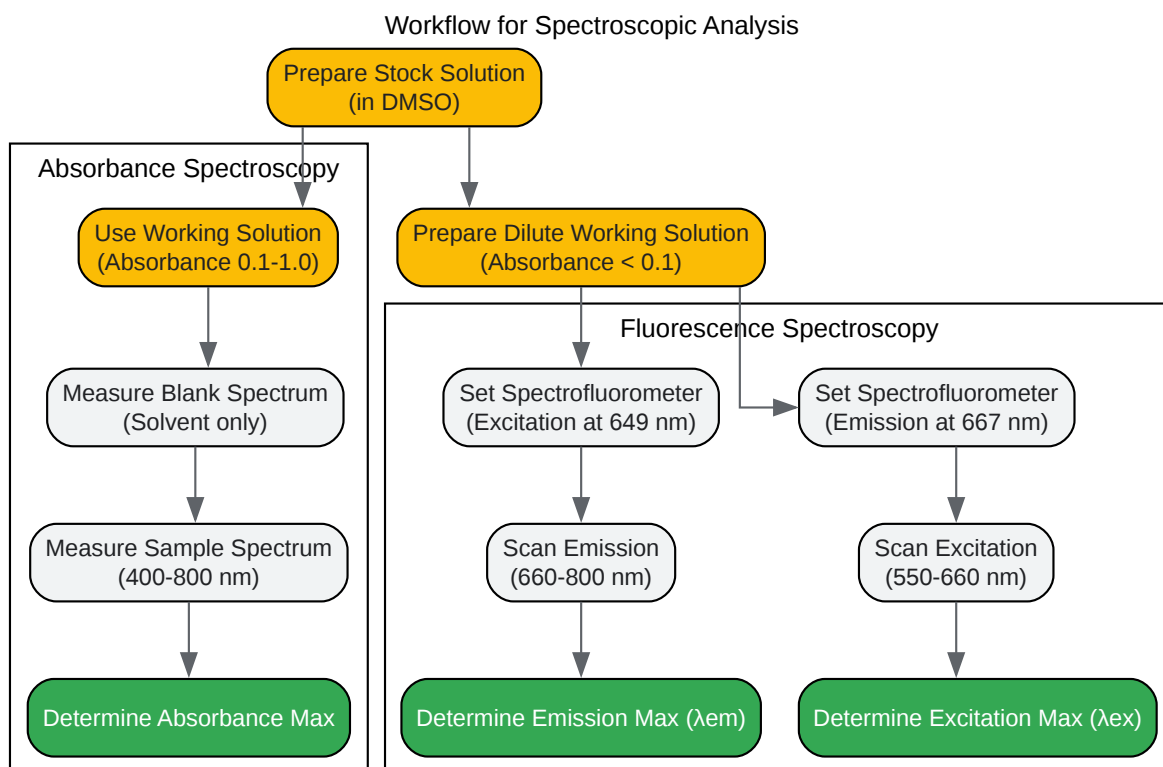 Workflow for Spectroscopic Analysis
Prepare Stock Solution
(in DMSO)
Absorbance Spectroscopy
Use Working Solution
(Absorbance 0.1-1.0)
Measure Blank Spectrum
(Solvent only)
Measure Sample Spectrum
(400-800 nm)
Determine Absorbance Max
Prepare Dilute Working Solution
(Absorbance < 0.1)
Fluorescence Spectroscopy
Set Spectrofluorometer
(Excitation at 649 nm)
Scan Emission
(660-800 nm)
Determine Emission Max (λem)
Set Spectrofluorometer
(Emission at 667 nm)
Scan Excitation
(550-660 nm)
Determine Excitation Max (λex)